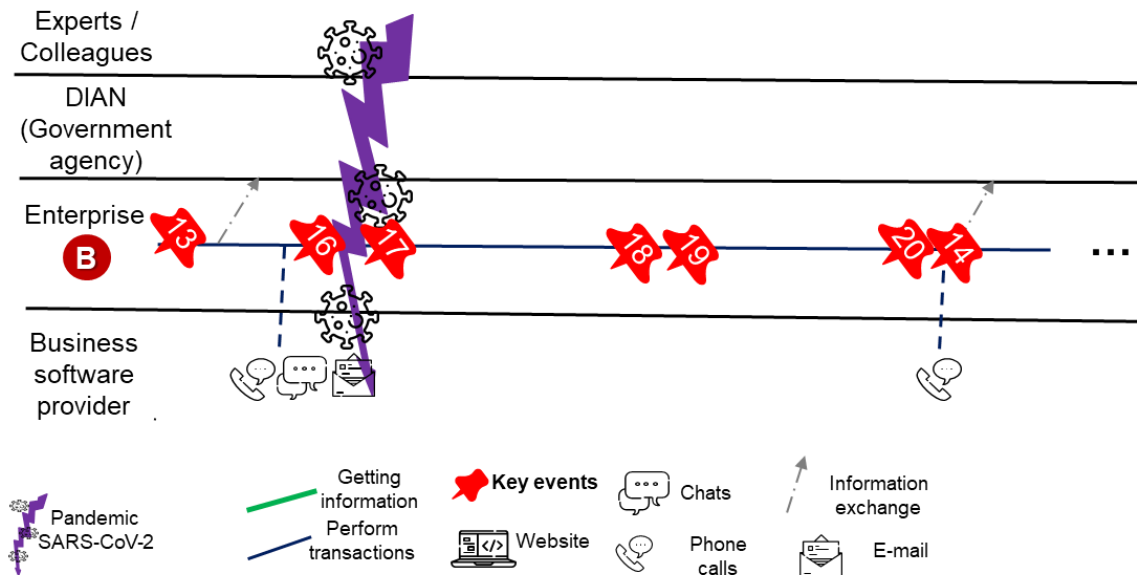 Experts /
Colleagues
DIAN
(Government
agency)
Enterprise
B
13
16
17
18
19
20
14
...
Business
software
provider
.
Pandemic
SARS-CoV-2
Getting
information
Perform
transactions
Key events
Website
Chats
Phone
calls
Information
exchange
E-mail